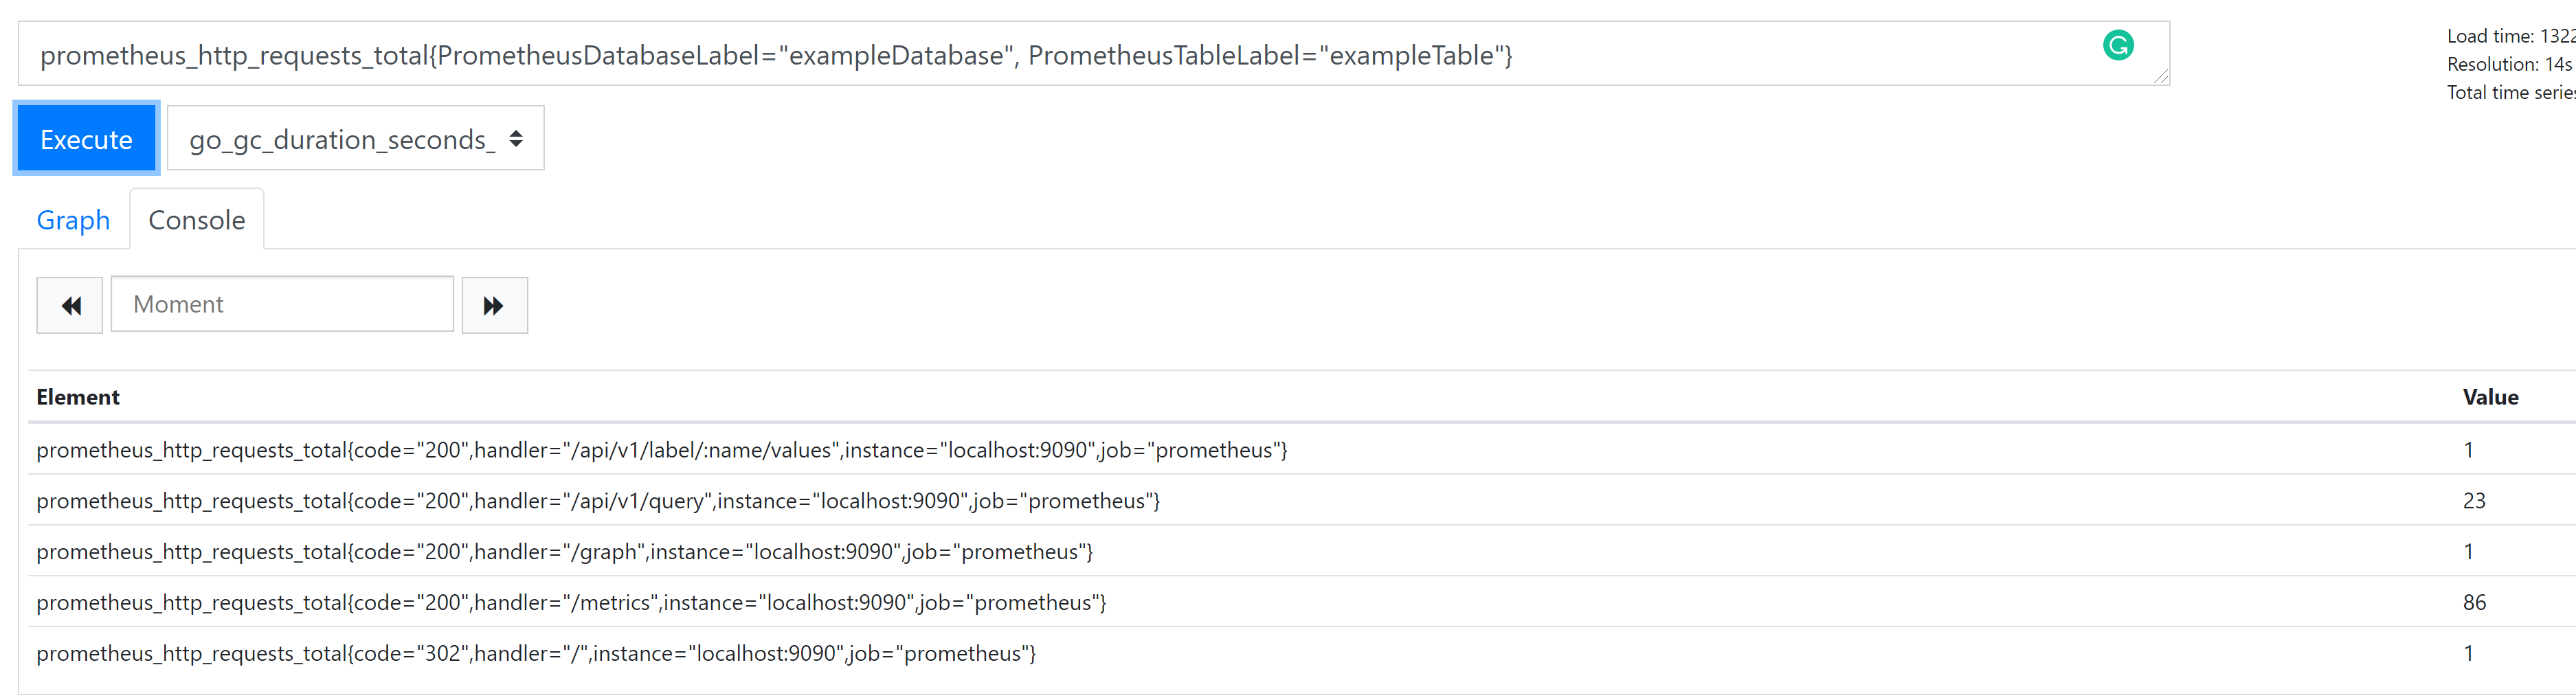 prometheus_http_requests_total{PrometheusDatabaseLabel="exampleDatabase", PrometheusTableLabel="exampleTable"}
Load time: 1322
Resolution: 14s
Total time series
Execute
go_gc_duration_seconds_
Graph
Console
Moment
Element Value
prometheus_http_requests_total{code="200",handler="/api/v1/label/:name/values",instance="localhost:9090",job="prometheus"} 1
prometheus_http_requests_total{code="200",handler="/api/v1/query",instance="localhost:9090",job="prometheus"} 23
prometheus_http_requests_total{code="200",handler="/graph",instance="localhost:9090",job="prometheus"} 1
prometheus_http_requests_total{code="200",handler="/metrics",instance="localhost:9090",job="prometheus"} 86
prometheus_http_requests_total{code="302",handler="/",instance="localhost:9090",job="prometheus"} 1